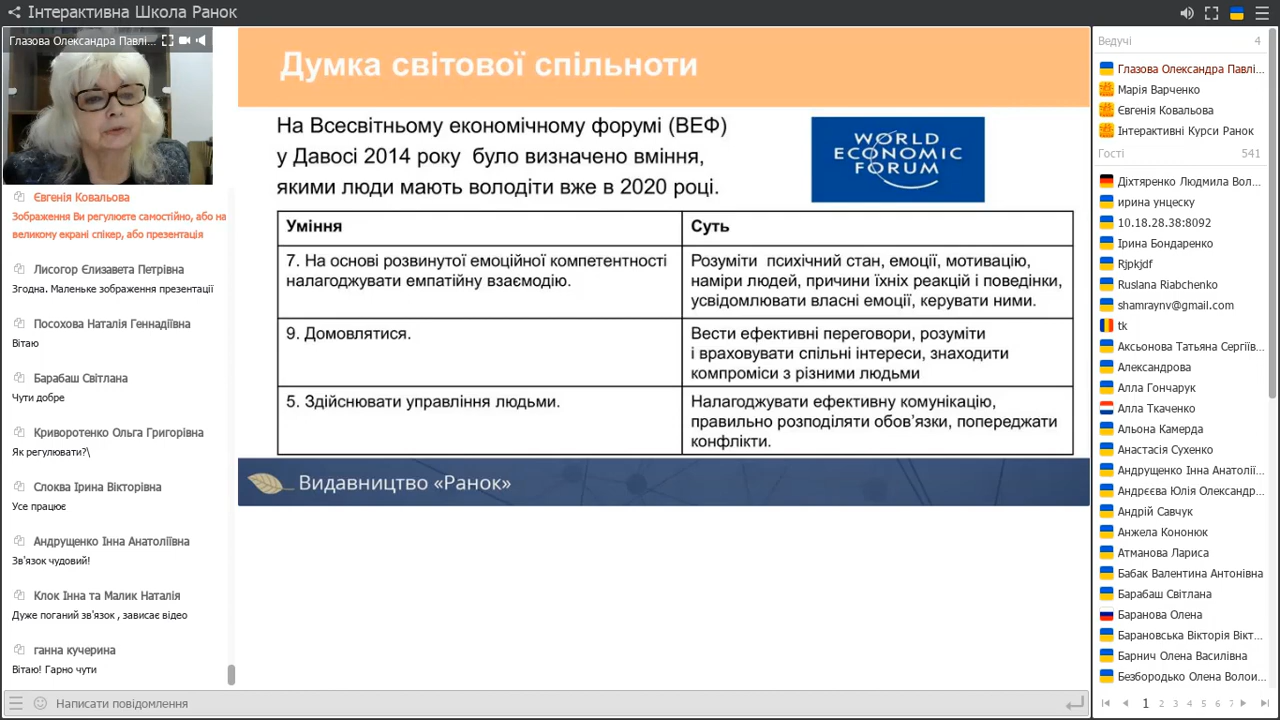 Інтерактивна Школа Ранок
Глазова Олександра Павлі...
Євгенія Ковальова
Зображення Ви регулюєте самостійно, або на
великому екрані спікер, або презентація
Лисогор Єлизавета Петрівна
Згодна. Маленьке зображення презентації
Посохова Наталія Геннадіївна
Вітаю
Барабаш Світлана
Чути добре
Криворотенко Ольга Григорівна
Як регулювати?\
Слоква Ірина Вікторівна
Усе працює
Андрущенко Інна Анатоліївна
Зв'язок чудовий!
Клок Інна та Малик Наталія
Дуже поганий зв'язок , зависає відео
ганна кучерина
Вітаю! Гарно чути
Написати повідомлення
Думка світової спільноти
На Всесвітньому економічному форумі (ВЕФ)
у Давосі 2014 року було визначено вміння,
якими люди мають володіти вже в 2020 році.
WORLD
ECONOMIC
FORUM
Уміння
Суть
7. На основі розвинутої емоційної компетентності
налагоджувати емпатійну взаємодію.
Розуміти психічний стан, емоції, мотивацію,
наміри людей, причини їхніх реакцій і поведінки,
усвідомлювати власні емоції, керувати ними.
9. Домовлятися.
Вести ефективні переговори, розуміти
і враховувати спільні інтереси, знаходити
компроміси з різними людьми
5. Здійснювати управління людьми.
Налагоджувати ефективну комунікацію,
правильно розподіляти обов’язки, попереджати
конфлікти.
Видавництво «Ранок»
Ведучі 4
Глазова Олександра Павлі...
Марія Варченко
Євгенія Ковальова
Інтерактивні Курси Ранок
Гості 541
Діхтяренко Людмила Вол...
ирина унцеску
10.18.28.38:8092
Ірина Бондаренко
Rjpkjdf
Ruslana Riabchenko
shamraynv@gmail.com
tk
Аксьонова Татьяна Сергіїв...
Александрова
Алла Гончарук
Алла Ткаченко
Альона Камерда
Анастасія Сухенко
Андрущенко Інна Анатолії...
Андрєєва Юлія Олександр...
Андрій Савчук
Анжела Кононюк
Атманова Лариса
Бабак Валентина Антонівна
Барабаш Світлана
Баранова Олена
Барановська Вікторія Вікт...
Барнич Олена Василівна
Безбородько Олена Волои...
1 2 3 4 5 6 7